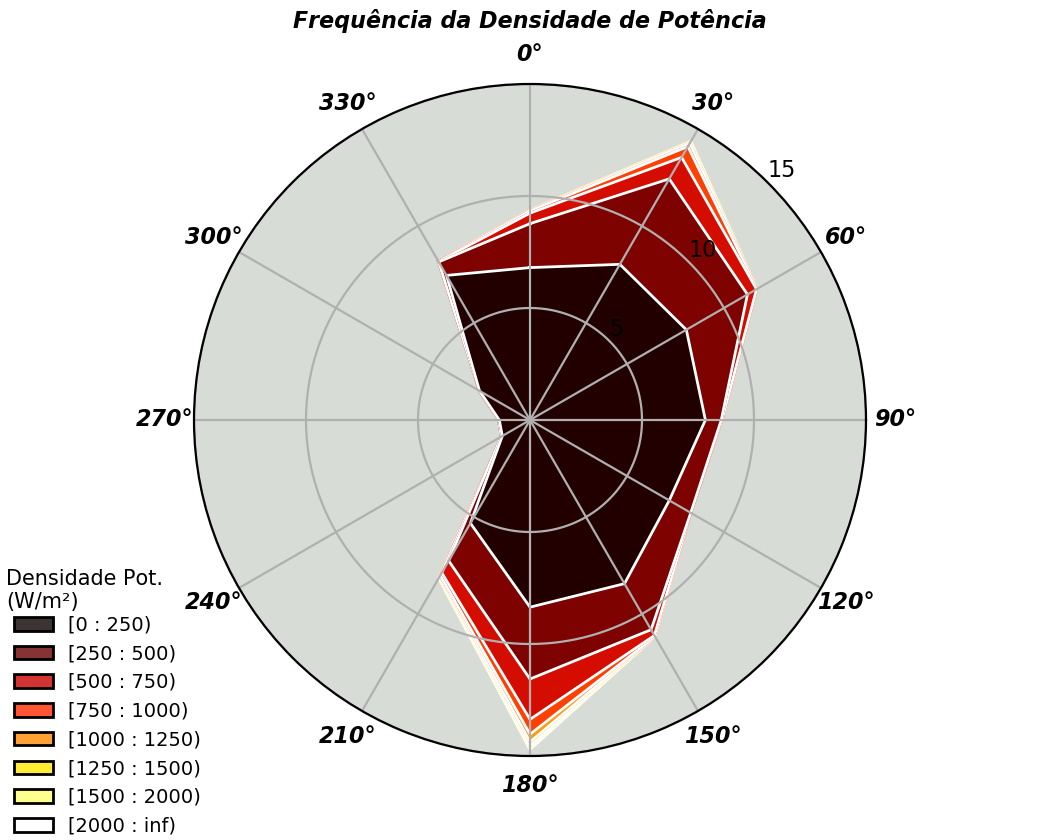 Frequência da Densidade de Potência
0°
330°
30°
15
300°
10
60°
5
270°
90°
240°
120°
210°
150°
180°
Densidade Pot.
(W/m²)
[0 : 250)
[250 : 500)
[500 : 750)
[750 : 1000)
[1000 : 1250)
[1250 : 1500)
[1500 : 2000)
[2000 : inf)